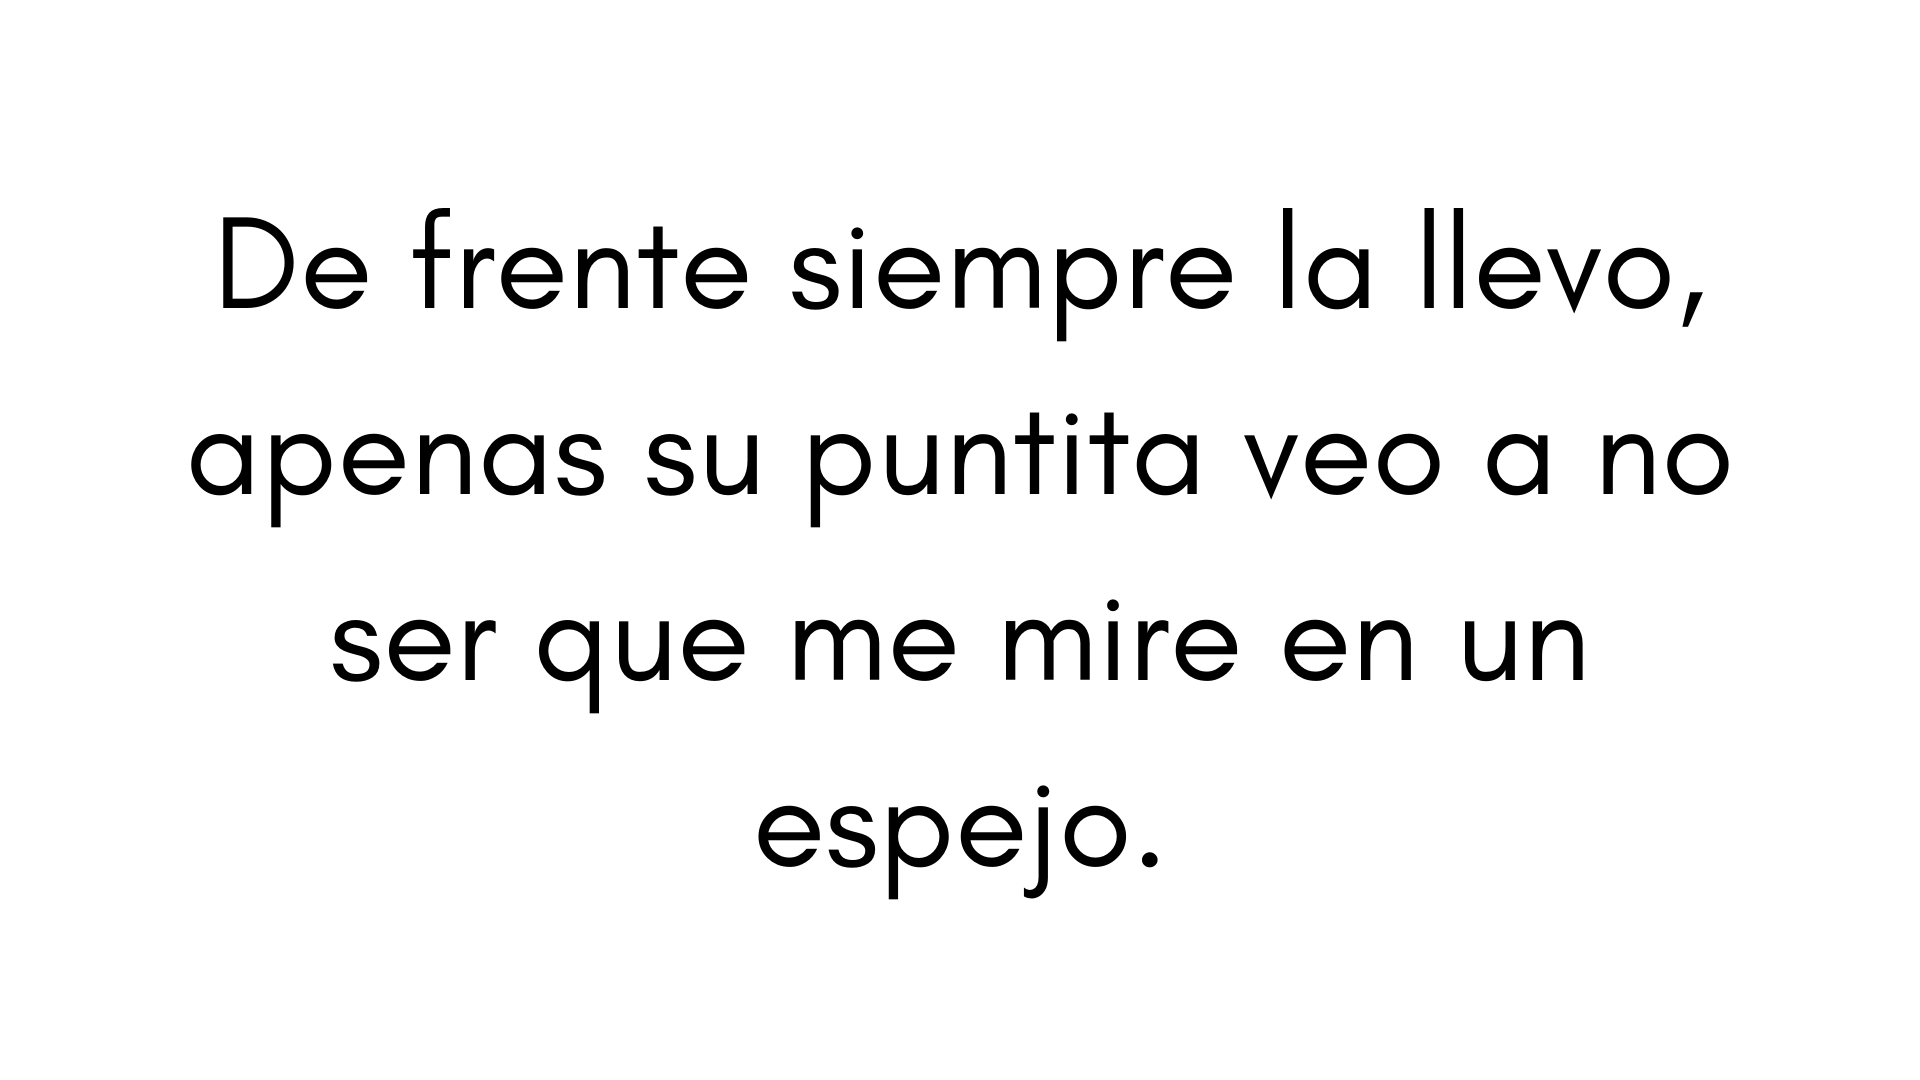 De frente siempre la llevo,
apenas su puntita veo a no
ser que me mire en un
espejo.